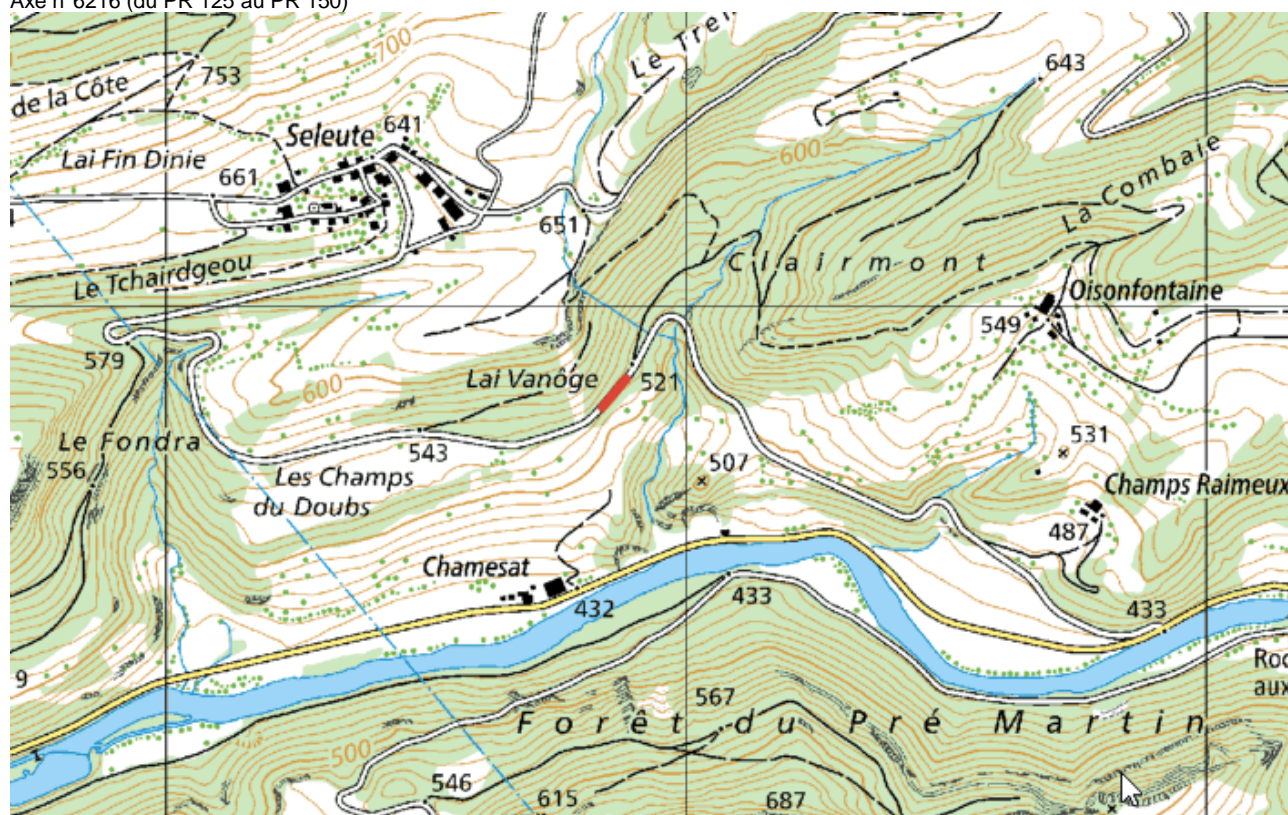 Axe n°6216 (du PR 125 au PR 150)
700
Le Trei
643
753
de la Côte
Seleute
641
600
Lai Fin Dinie
661
La Combaie
651
Clairmont
Le Tchairdgeou
Oisonfontaine
549
579
Lai Vanôge
521
600
Le Fondra
543
531
556
507
Les Champs
du Doubs
Champs Raimeux
487
Chamesat
432
433
433
9
Roc
aux
567
Forêt du Pré Martin
500
546
615
687